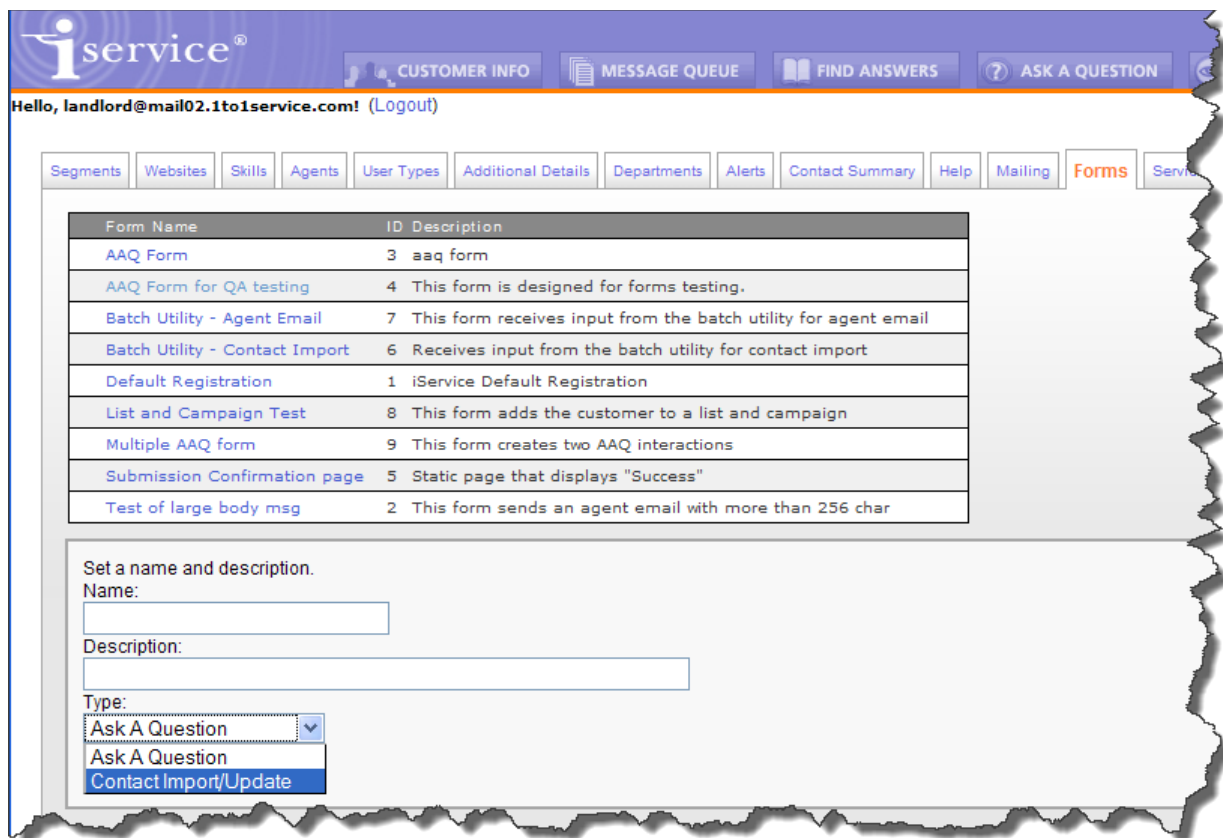 iservice®
CUSTOMER INFO MESSAGE QUEUE FIND ANSWERS ? ASK A QUESTION
Hello, landlord@mail02.1to1service.com! (Logout)
Segments Websites Skills Agents User Types Additional Details Departments Alerts Contact Summary Help Mailing Forms
Form Name ID Description
AAQ Form 3 aaq form
AAQ Form for QA testing 4 This form is designed for forms testing.
Batch Utility - Agent Email 7 This form receives input from the batch utility for agent email
Batch Utility - Contact Import 6 Receives input from the batch utility for contact import
Default Registration 1 iService Default Registration
List and Campaign Test 8 This form adds the customer to a list and campaign
Multiple AAQ form 9 This form creates two AAQ interactions
Submission Confirmation page 5 Static page that displays "Success"
Test of large body msg 2 This form sends an agent email with more than 256 char
Set a name and description.
Name:
Description:
Type:
Ask A Question
Ask A Question
Contact Import/Update